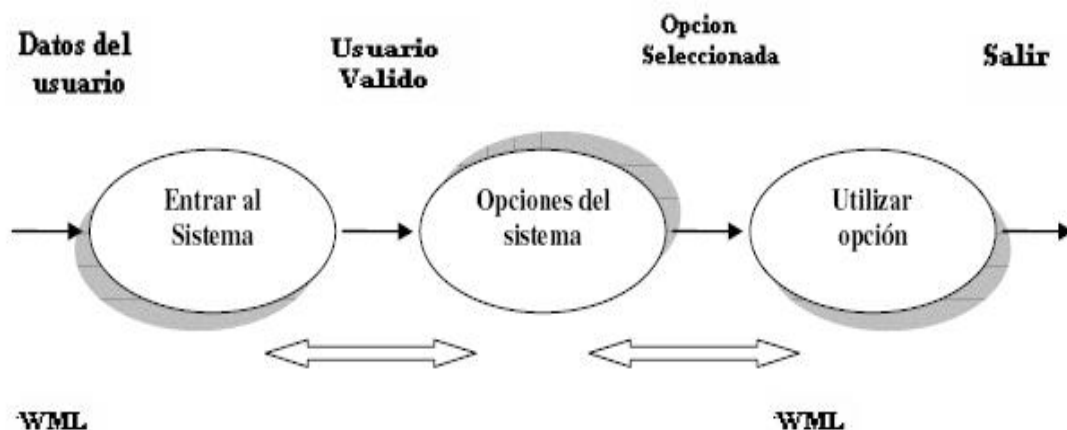 Datos del
usuario
Usuario
Valido
Opcion
Seleccionada
Salir
Entrar al
Sistema
Opciones del
sistema
Utilizar
opción
WML
WML